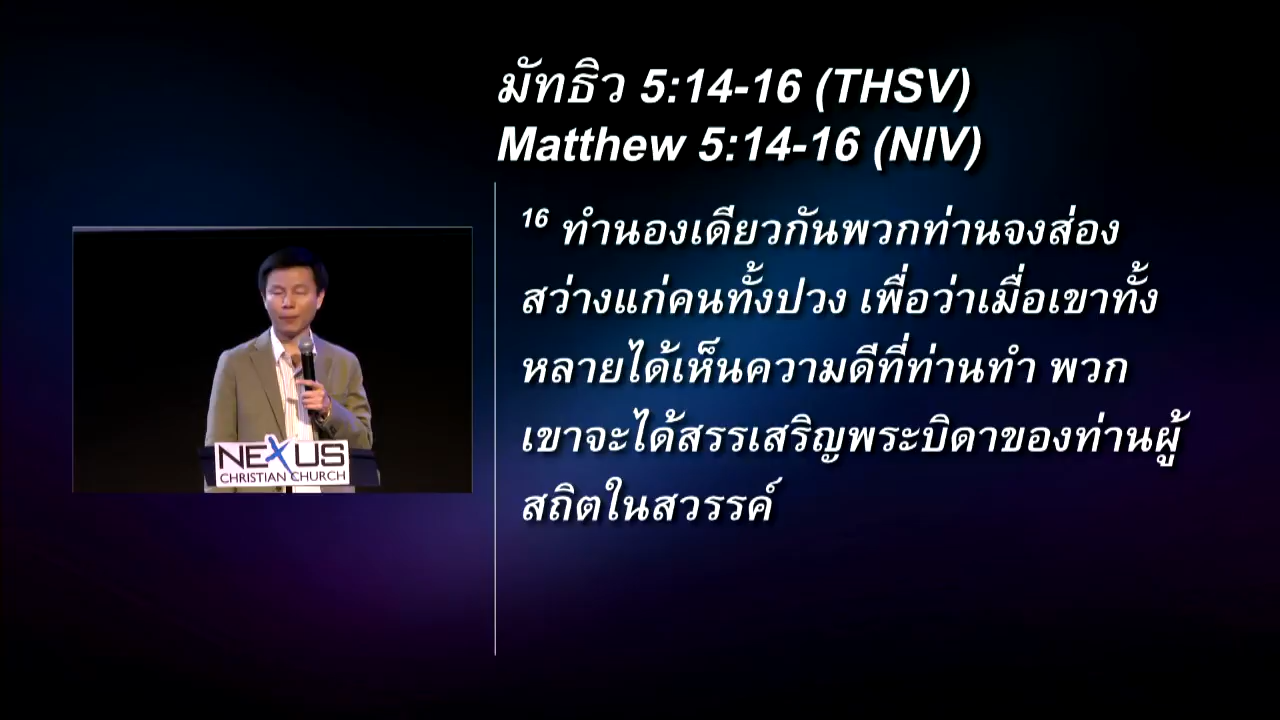 มัทธิว 5:14-16 (THSV)
Matthew 5:14-16 (NIV)
16 ทำนองเดียวกันพวกท่านจงส่อง
สว่างแก่คนทั้งปวง เพื่อว่าเมื่อเขาทั้ง
หลายได้เห็นความดีที่ท่านทำ พวก
เขาจะได้สรรเสริญพระบิดาของท่านผู้
สถิตในสวรรค์
NEXUS
CHRISTIAN CHURCH